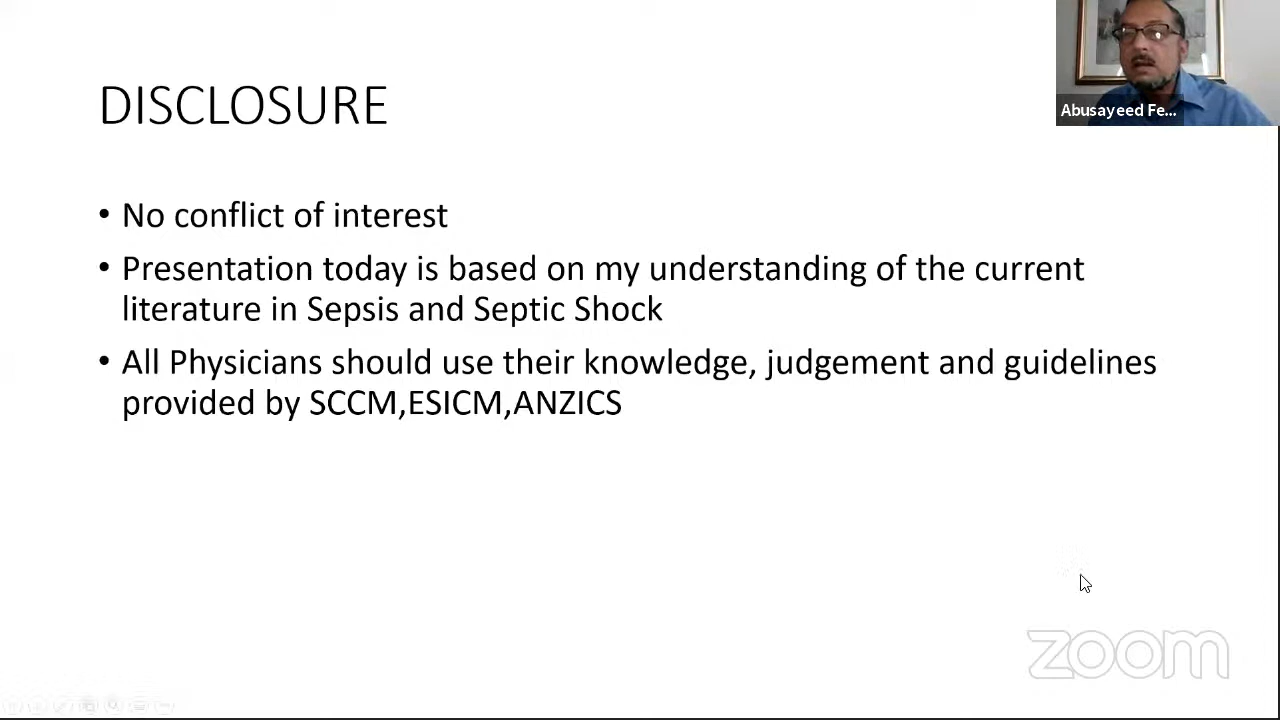 DISCLOSURE
Abusayeed Fe...
• No conflict of interest
• Presentation today is based on my understanding of the current
literature in Sepsis and Septic Shock
• All Physicians should use their knowledge, judgement and guidelines
provided by SCCM,ESICM,ANZICS
zoom